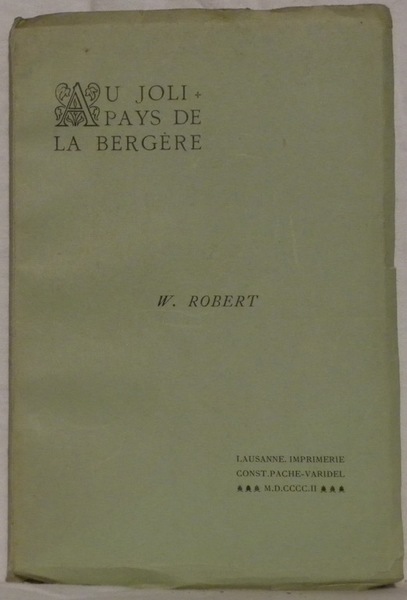 AU JOLI
PAYS DE
LA BERGÈRE
W. ROBERT
LAUSANNE. IMPRIMERIE
CONST. PACHE-VARIDEL
M.D.CCCC.II